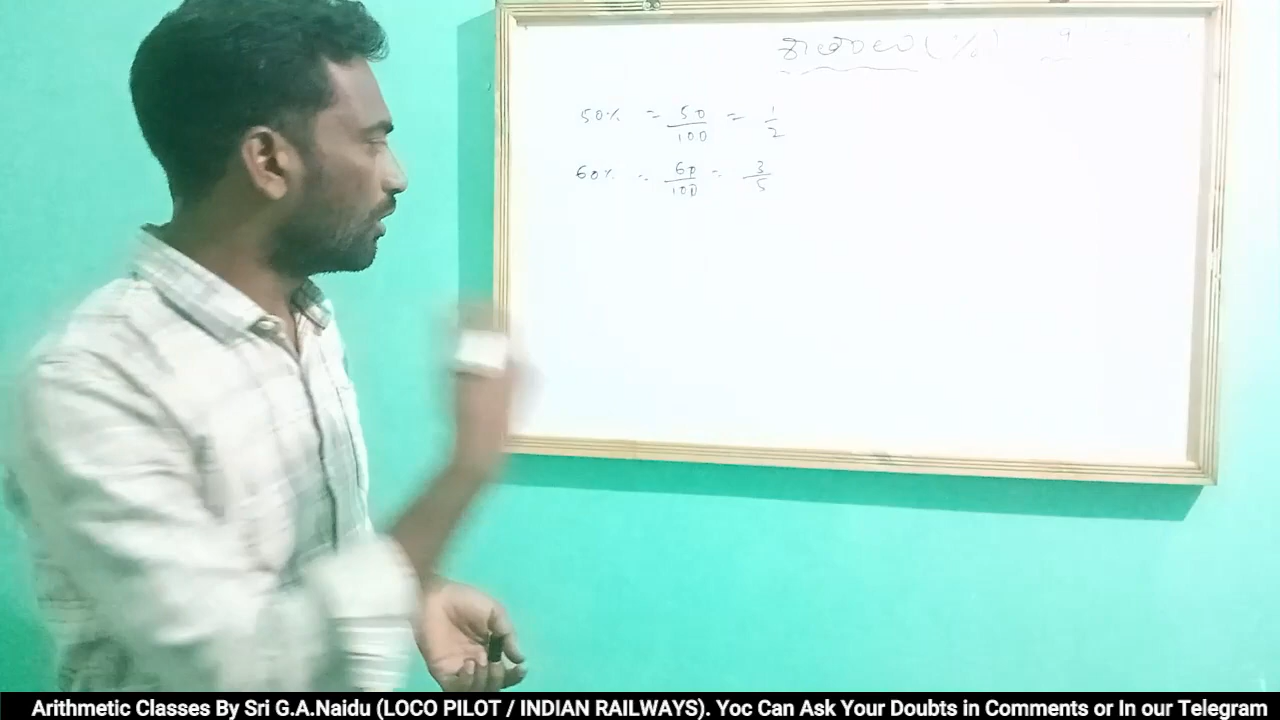 (%)
50% = 50/100 = 1/2
60% = 60/100 = 3/5
Arithmetic Classes By Sri G.A.Naidu (LOCO PILOT / INDIAN RAILWAYS). Yoc Can Ask Your Doubts in Comments or In our Telegram